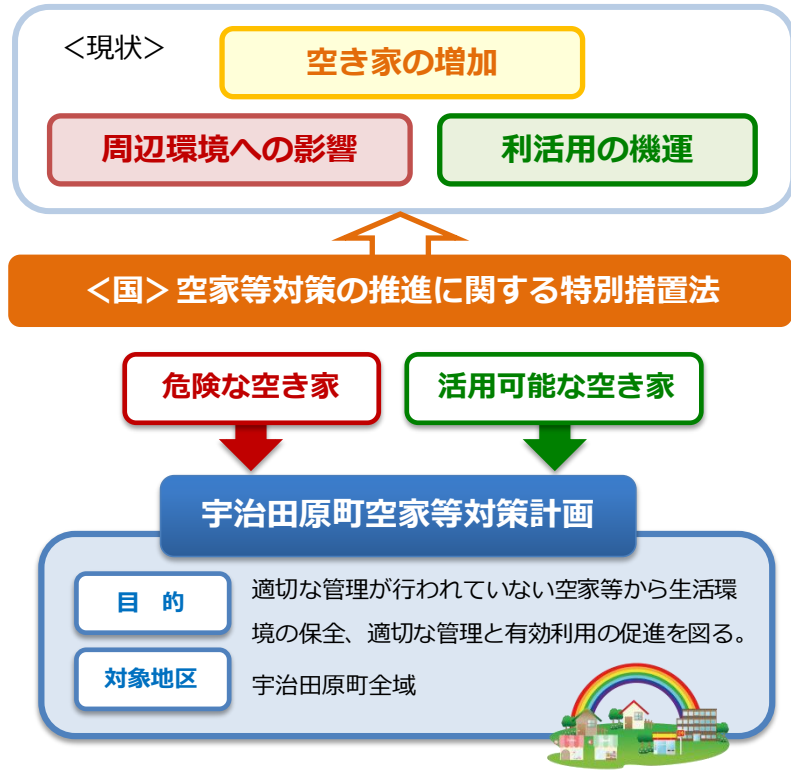 ＜現状＞
空き家の増加
周辺環境への影響
利活用の機運
＜国＞空家等対策の推進に関する特別措置法
危険な空き家
活用可能な空き家
宇治田原町空家等対策計画
目　的
適切な管理が行われていない空家等から生活環
境の保全、適切な管理と有効利用の促進を図る。
対象地区
宇治田原町全域